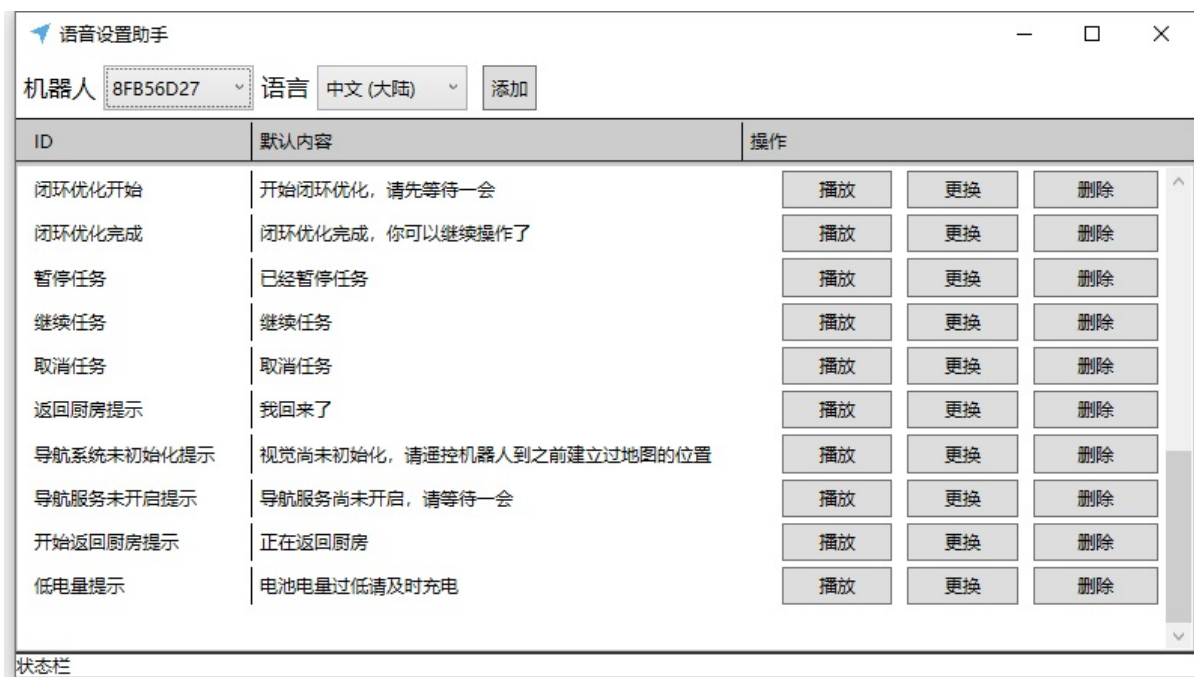 语音设置助手
机器人 8FB56D27 语言 中文 (大陆) 添加
ID 默认内容 操作
闭环优化开始 开始闭环优化，请先等待一会 播放 更换 删除
闭环优化完成 闭环优化完成，你可以继续操作了 播放 更换 删除
暂停任务 已经暂停任务 播放 更换 删除
继续任务 继续任务 播放 更换 删除
取消任务 取消任务 播放 更换 删除
返回厨房提示 我回来了 播放 更换 删除
导航系统未初始化提示 视觉尚未初始化，请遥控机器人到之前建立过地图的位置 播放 更换 删除
导航服务未开启提示 导航服务尚未开启，请等待一会 播放 更换 删除
开始返回厨房提示 正在返回厨房 播放 更换 删除
低电量提示 电池电量过低请及时充电 播放 更换 删除
状态栏